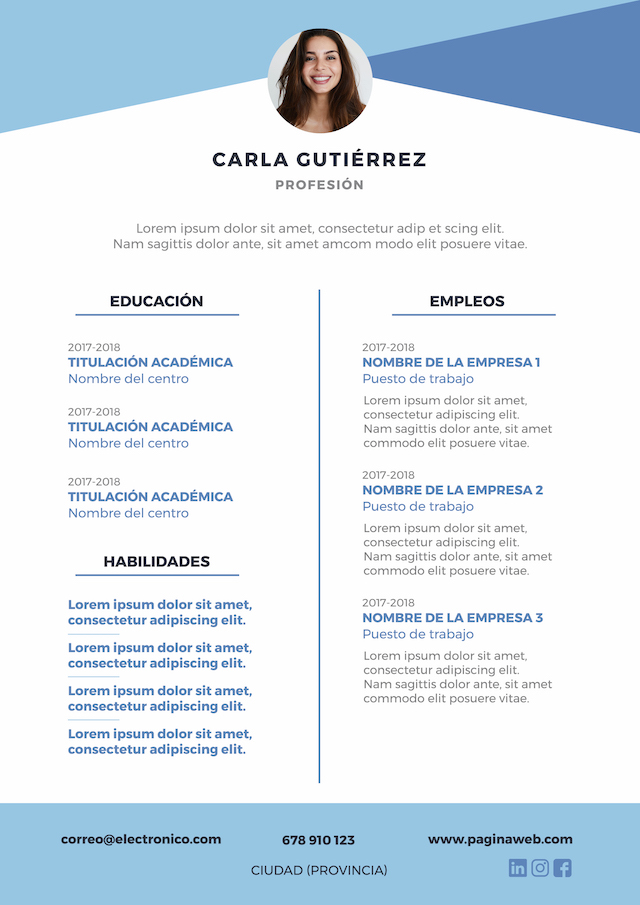 CARLA GUTIÉRREZ
PROFESIÓN
Lorem ipsum dolor sit amet, consectetur adip et scing elit.
Nam sagittis dolor ante, sit amet amcom modo elit posuere vitae.
EDUCACIÓN
2017-2018
TITULACIÓN ACADÉMICA
Nombre del centro
2017-2018
TITULACIÓN ACADÉMICA
Nombre del centro
2017-2018
TITULACIÓN ACADÉMICA
Nombre del centro
HABILIDADES
Lorem ipsum dolor sit amet,
consectetur adipiscing elit.
Lorem ipsum dolor sit amet,
consectetur adipiscing elit.
Lorem ipsum dolor sit amet,
consectetur adipiscing elit.
Lorem ipsum dolor sit amet,
consectetur adipiscing elit.
EMPLEOS
2017-2018
NOMBRE DE LA EMPRESA 1
Puesto de trabajo
Lorem ipsum dolor sit amet,
consectetur adipiscing elit.
Nam sagittis dolor ante, sit amet
commodo elit posuere vitae.
2017-2018
NOMBRE DE LA EMPRESA 2
Puesto de trabajo
Lorem ipsum dolor sit amet,
consectetur adipiscing elit.
Nam sagittis dolor ante, sit amet
commodo elit posuere vitae.
2017-2018
NOMBRE DE LA EMPRESA 3
Puesto de trabajo
Lorem ipsum dolor sit amet,
consectetur adipiscing elit.
Nam sagittis dolor ante, sit amet
commodo elit posuere vitae.
correo@electronico.com
678 910 123
www.paginaweb.com
CIUDAD (PROVINCIA)